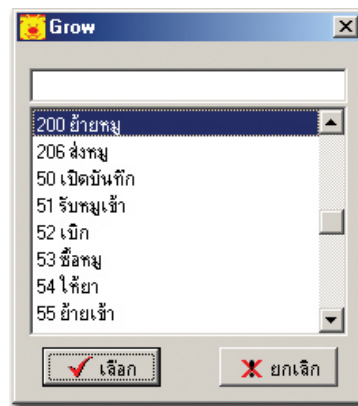 Grow
200 ย้ายหมู
206 ส่งหมู
50 เปิดบันทึก
51 รับหมูเข้า
52 เบิก
53 ซื้อหมู
54 ให้ยา
55 ย้ายเข้า
เลือก
ยกเลิก